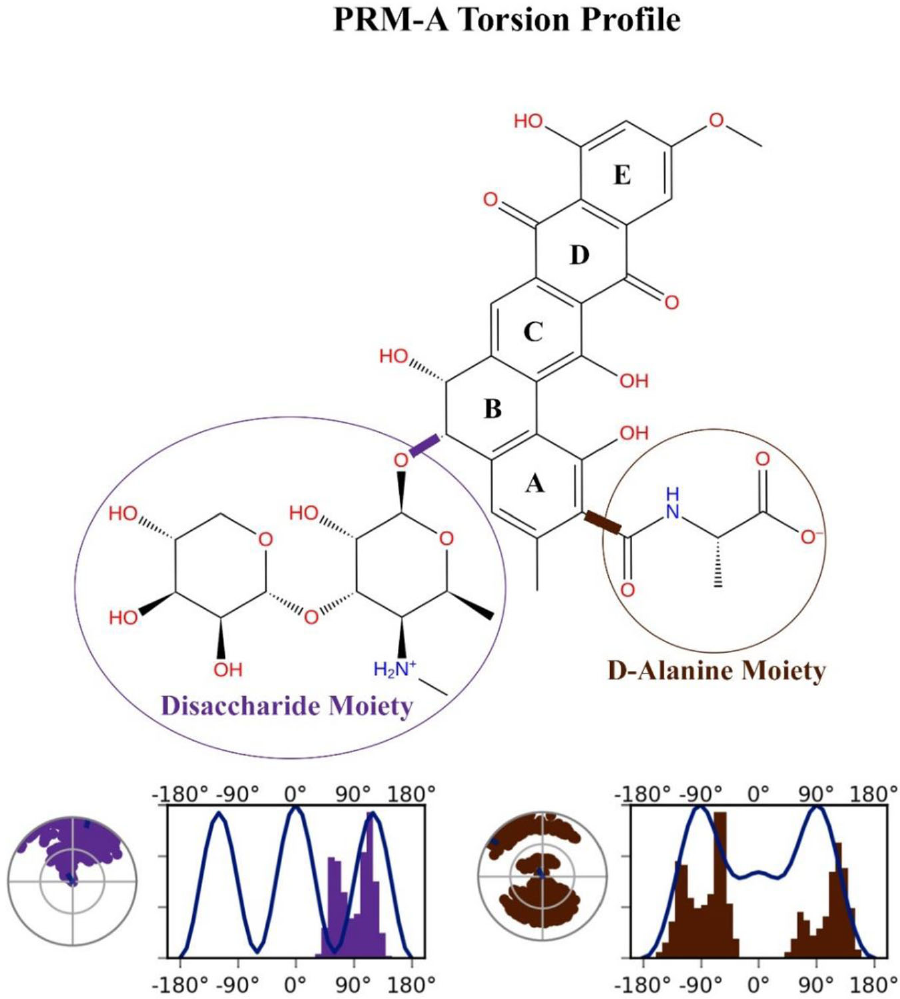 PRM-A Torsion Profile
HO
O
E
O
D
O
C
HO
OH
B
OH
O
A
O
H
N
HO
HO
O
O
O⁻
HO
O
O
OH
H₂N⁺
D-Alanine Moiety
Disaccharide Moiety
-180° -90° 0° 90° 180°
-180° -90° 0° 90° 180°
-180° -90° 0° 90° 180°
-180° -90° 0° 90° 180°